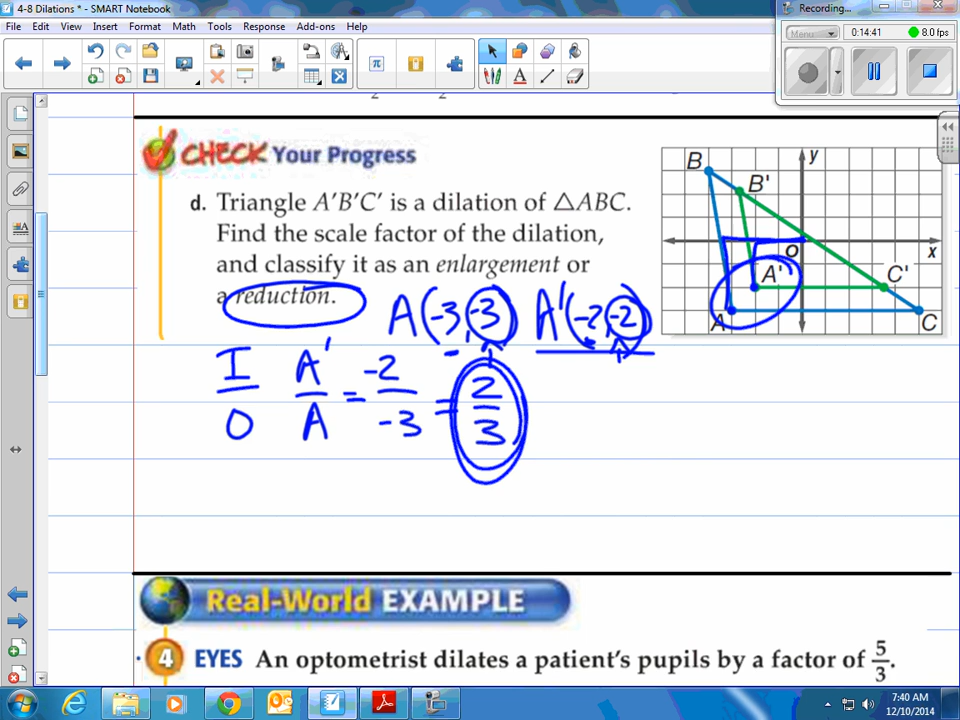 4-8 Dilations * - SMART Notebook
Recording...
File Edit View Insert Format Math Tools Response Add-ons Help
Menu 0:14:41 8.0 fps
CHECK Your Progress
d. Triangle A'B'C' is a dilation of △ABC.
Find the scale factor of the dilation,
and classify it as an enlargement or
a reduction.
B
B'
y
O
x
A'
C'
A
C
A(-3,-3) A'(-2,-2)
I/O A'/A = -2/-3 = 2/3
Real-World EXAMPLE
4 EYES An optometrist dilates a patient's pupils by a factor of 5/3.
7:40 AM
12/10/2014